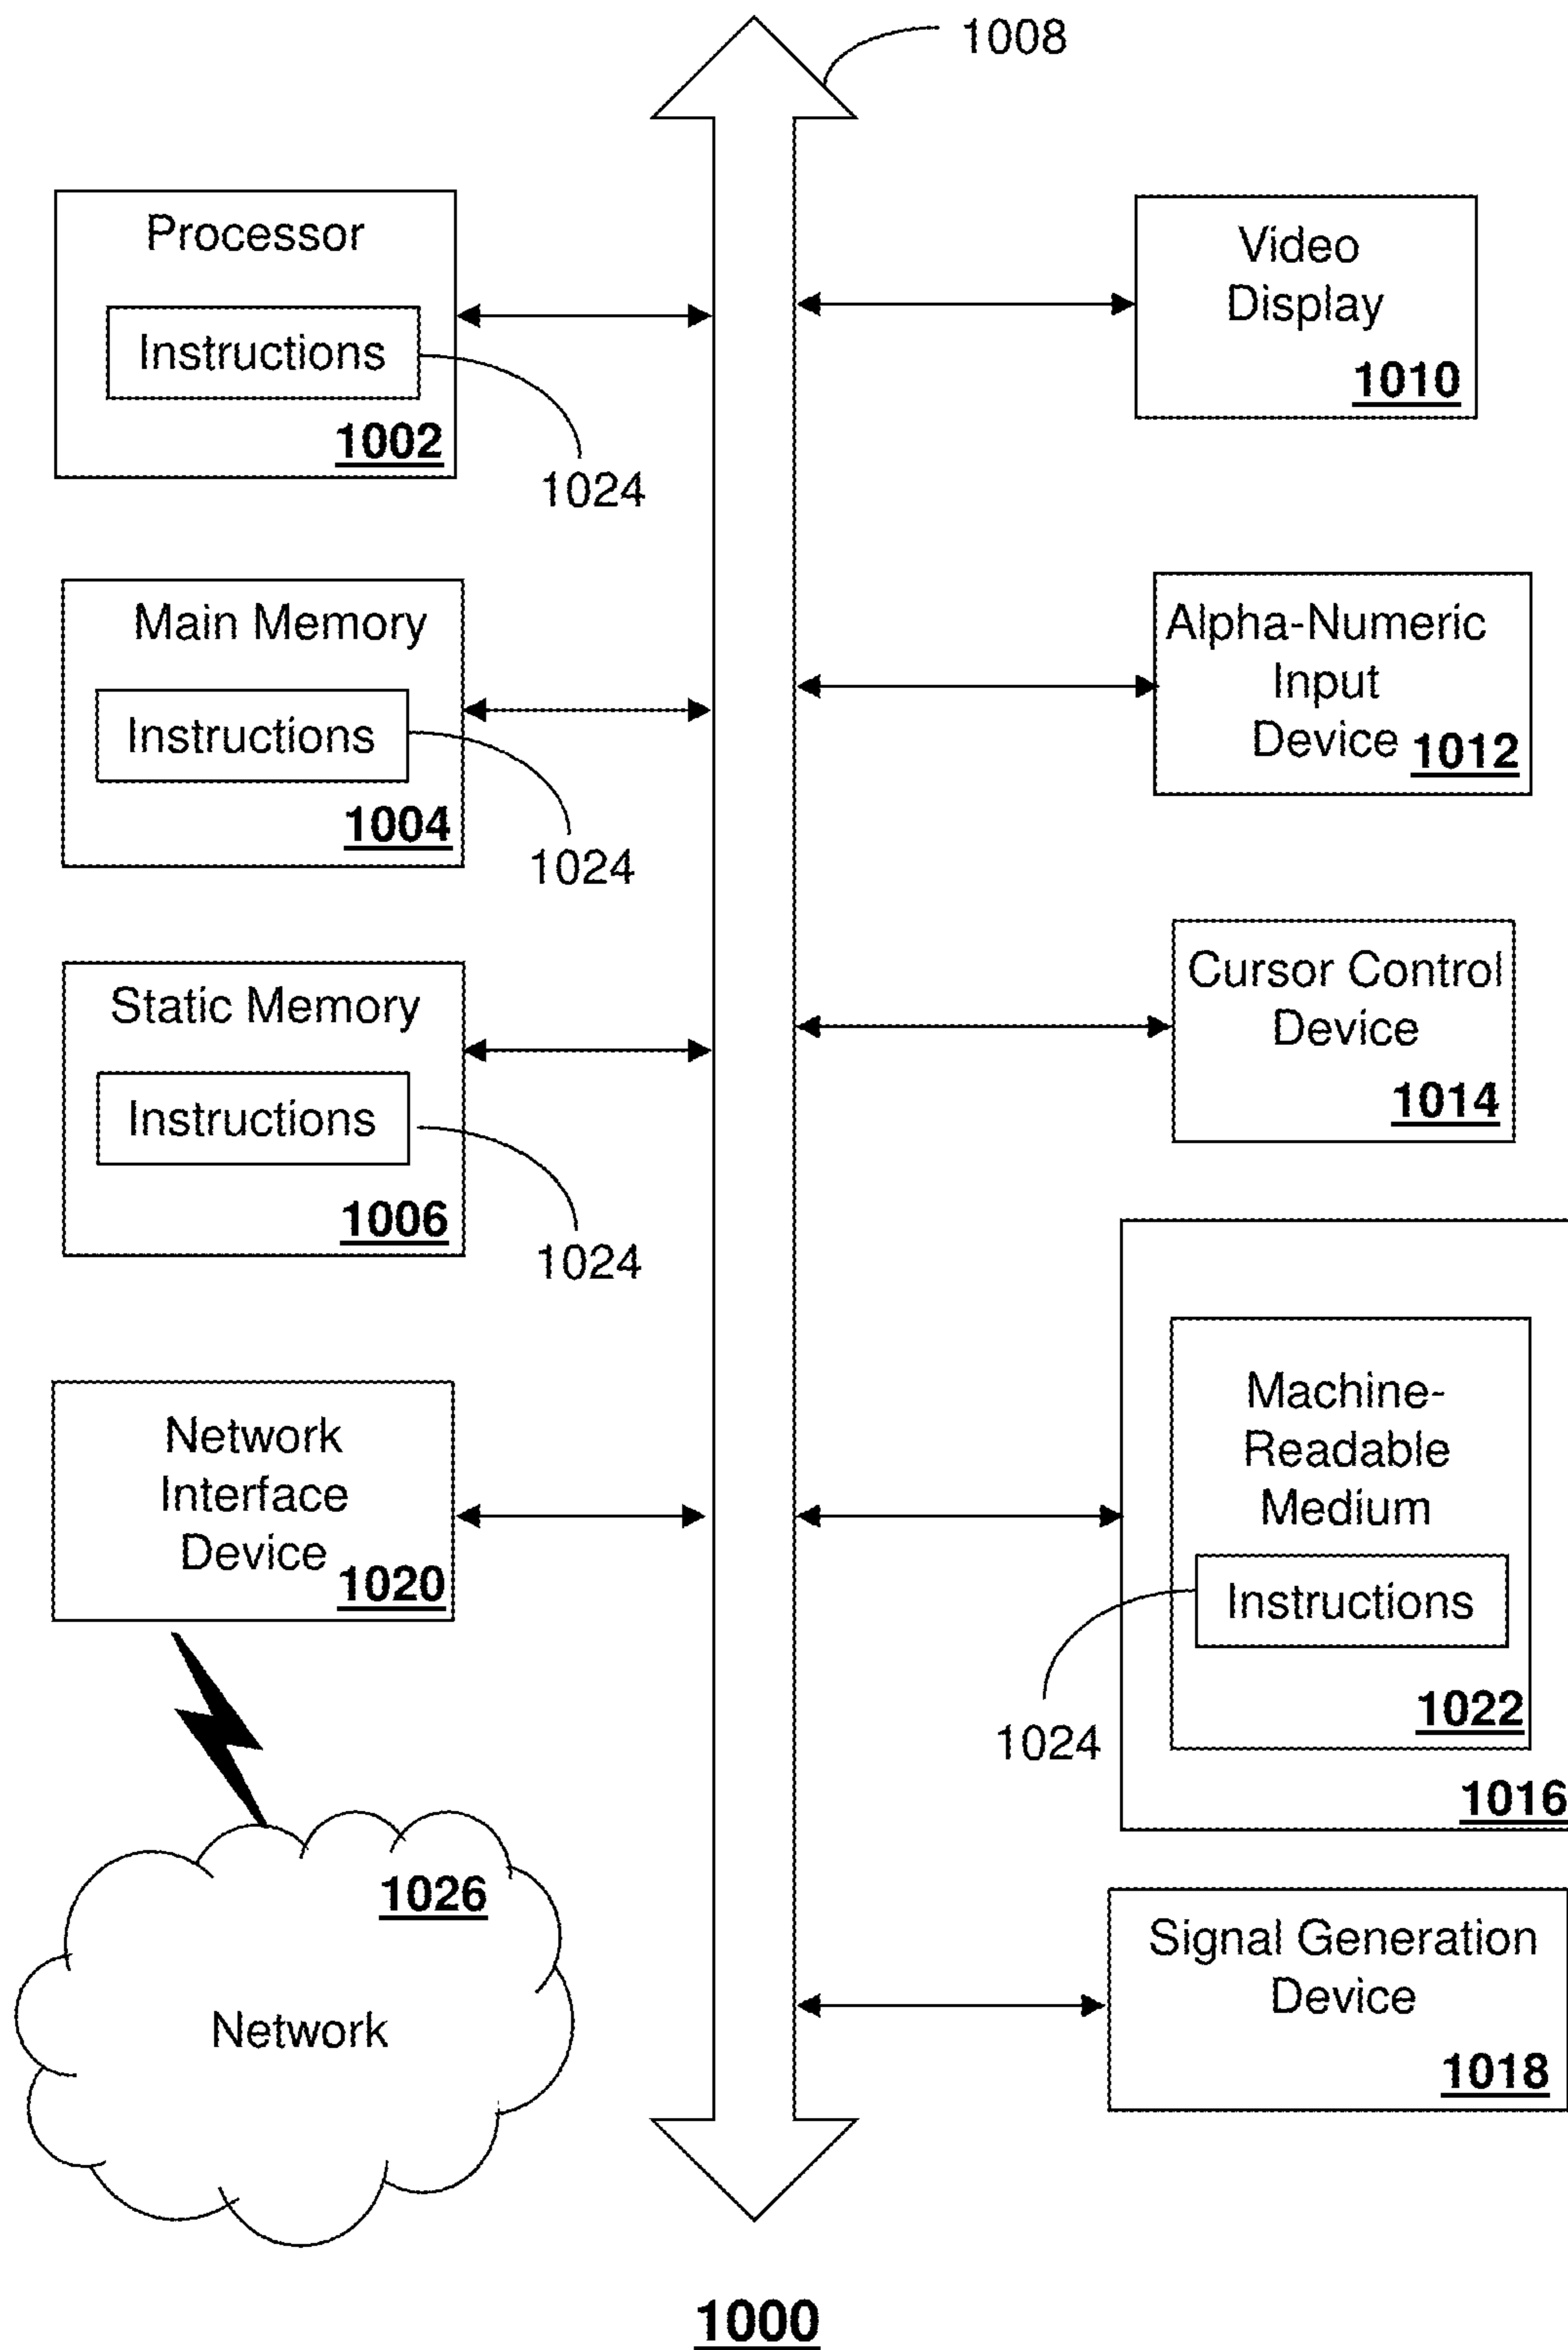 1008
Processor
Instructions
1002
1024
Video
Display
1010
Main Memory
Instructions
1004
1024
Alpha-Numeric
Input
Device 1012
Static Memory
Instructions
1006
1024
Cursor Control
Device
1014
Network
Interface
Device 1020
Machine-
Readable
Medium
Instructions
1022
1024
1016
1026
Network
Signal Generation
Device
1018
1000